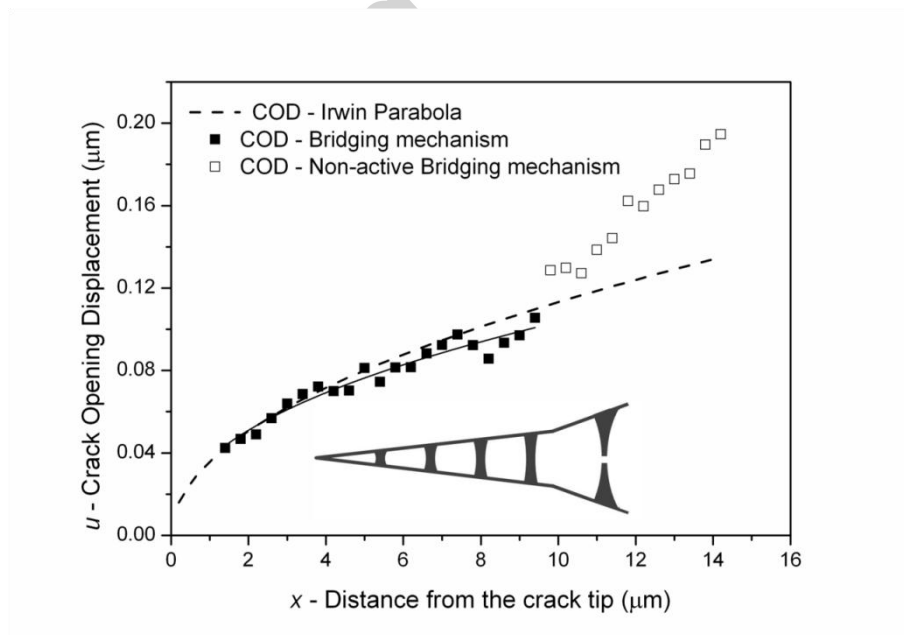 COD - Irwin Parabola
COD - Bridging mechanism
COD - Non-active Bridging mechanism
0.20
0.16
0.12
0.08
0.04
0.00
u - Crack Opening Displacement (μm)
0 2 4 6 8 10 12 14 16
x - Distance from the crack tip (μm)